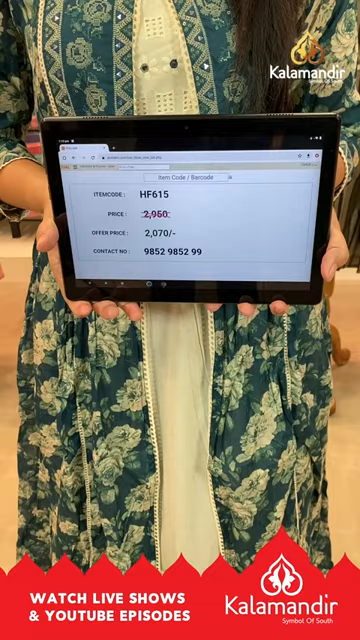 Kalamandir
Symbol Of South
Item Code / Barcode
ITEMCODE : HF615
PRICE : 2,950
OFFER PRICE : 2,070/-
CONTACT NO : 9852 9852 99
WATCH LIVE SHOWS
& YOUTUBE EPISODES
Kalamandir
Symbol Of South